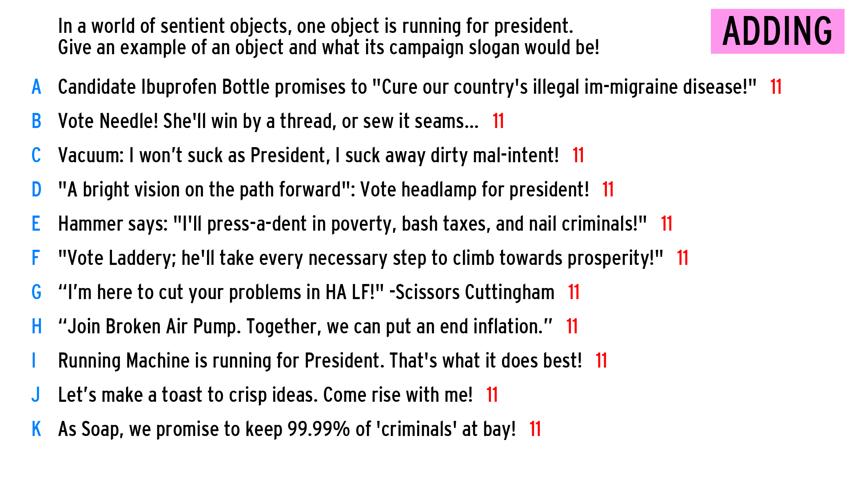 In a world of sentient objects, one object is running for president.
Give an example of an object and what its campaign slogan would be!
ADDING
A Candidate Ibuprofen Bottle promises to "Cure our country's illegal im-migraine disease!" 11
B Vote Needle! She'll win by a thread, or sew it seams... 11
C Vacuum: I won’t suck as President, I suck away dirty mal-intent! 11
D "A bright vision on the path forward": Vote headlamp for president! 11
E Hammer says: "I'll press-a-dent in poverty, bash taxes, and nail criminals!" 11
F "Vote Laddery; he'll take every necessary step to climb towards prosperity!" 11
G “I’m here to cut your problems in HA LF!" -Scissors Cuttingham 11
H “Join Broken Air Pump. Together, we can put an end inflation.” 11
I Running Machine is running for President. That's what it does best! 11
J Let’s make a toast to crisp ideas. Come rise with me! 11
K As Soap, we promise to keep 99.99% of 'criminals' at bay! 11